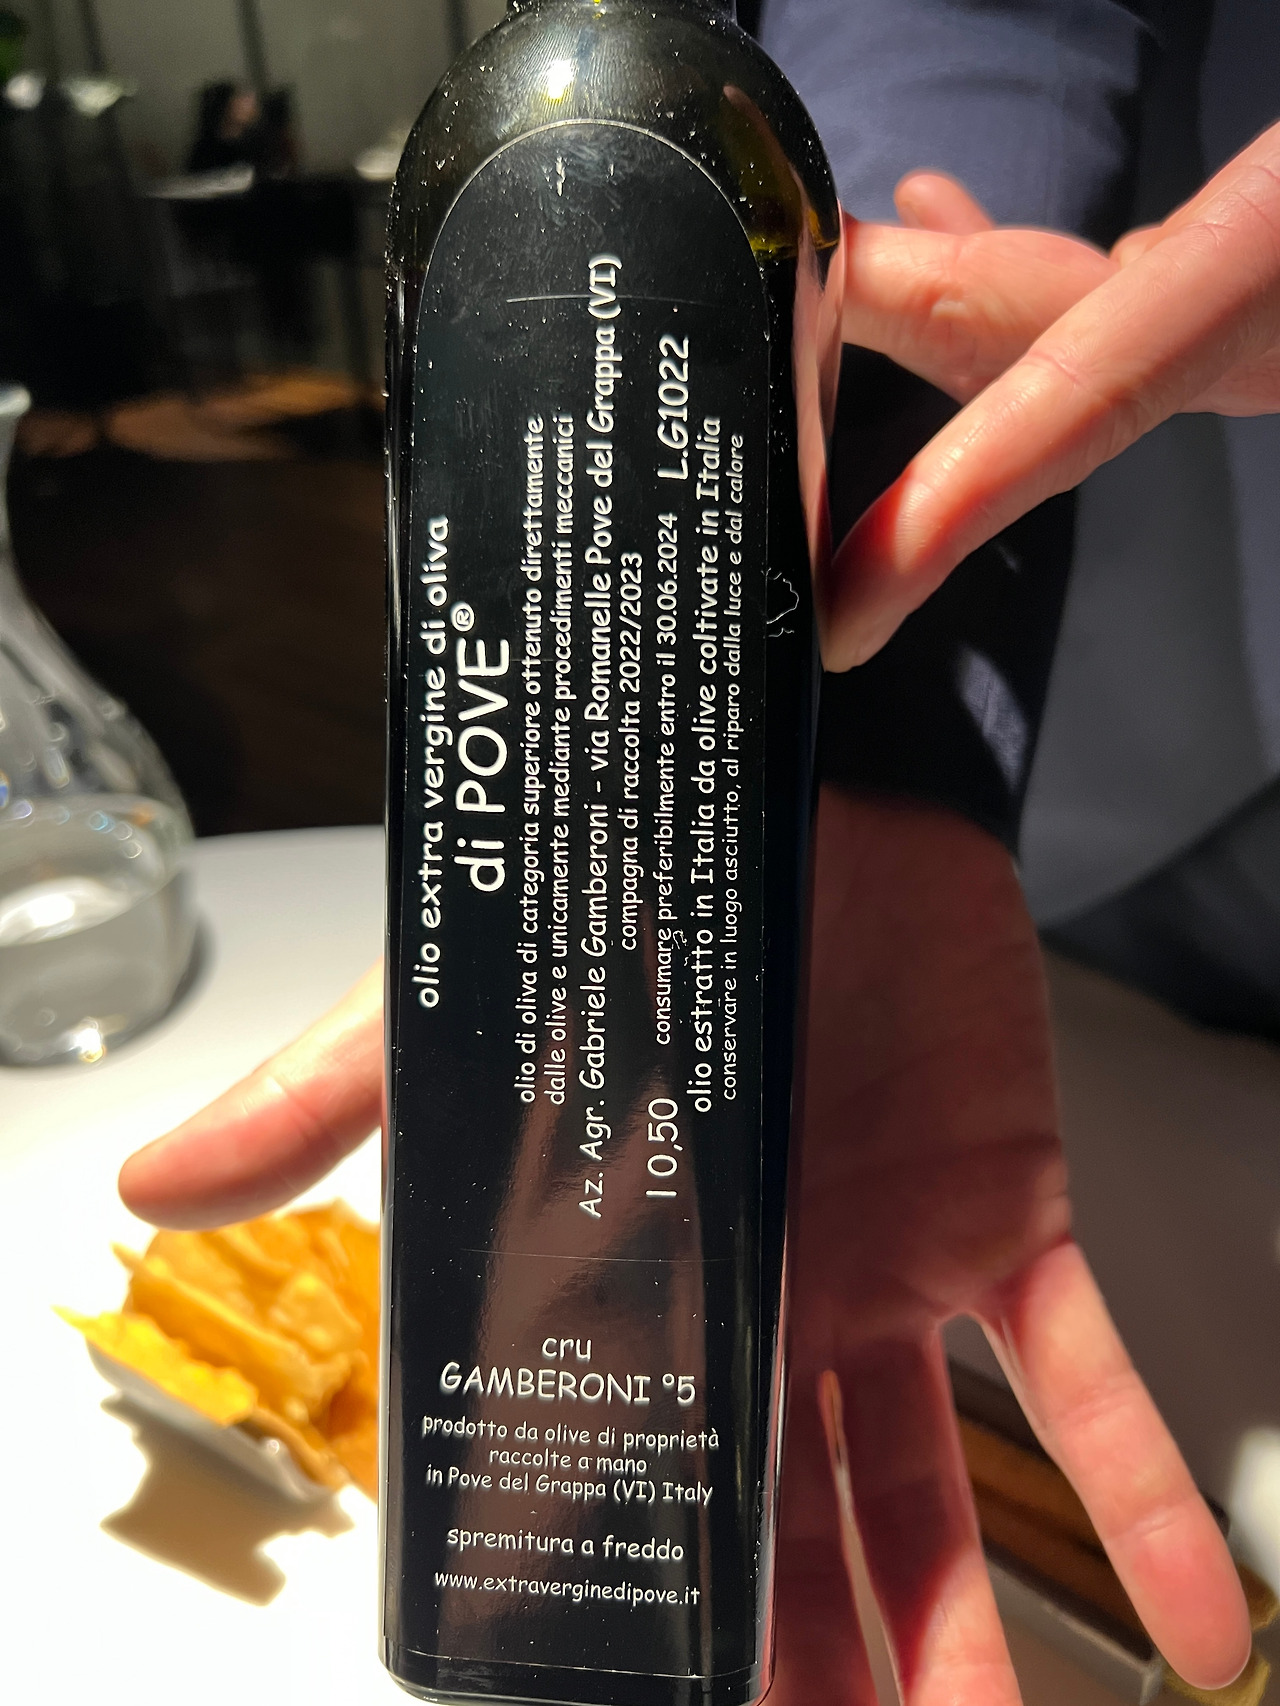 olio extra vergine di oliva
di POVE®
olio di oliva di categoria superiore ottenuto direttamente
dalle olive e unicamente mediante procedimenti meccanici
Az. Agr. Gabriele Gamberoni - via Romanelle Pove del Grappa (VI)
compagna di raccolta 2022/2023
10,50 consumare preferibilmente entro il 30.06.2024 L.G1022
olio estratto in Italia da olive coltivate in Italia
conservare in luogo asciutto, al riparo dalla luce e dal calore
cru
GAMBERONI °5
prodotto da olive di proprietà
raccolte a mano
in Pove del Grappa (VI) Italy
spremitura a freddo
www.extraverginedipove.it